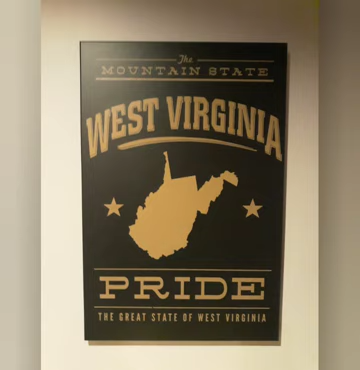 The
MOUNTAIN STATE
WEST VIRGINIA
PRIDE
THE GREAT STATE OF WEST VIRGINIA